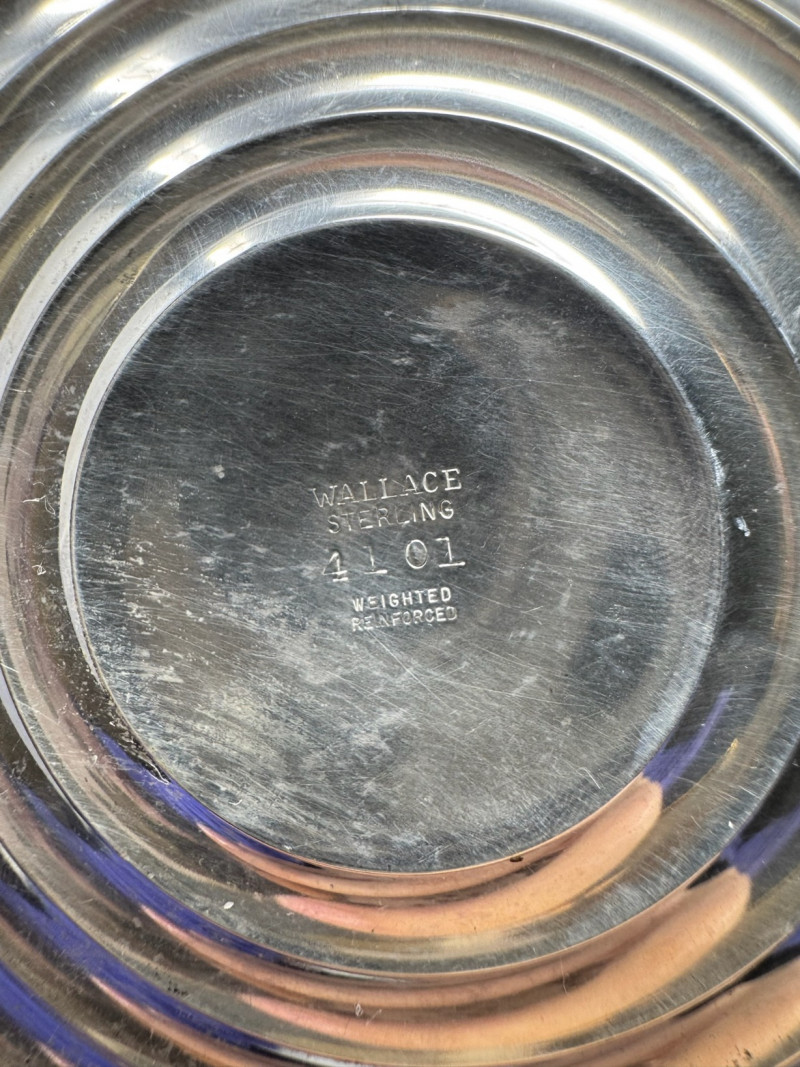 WALLACE
STERLING
4101
WEIGHTED
REINFORCED